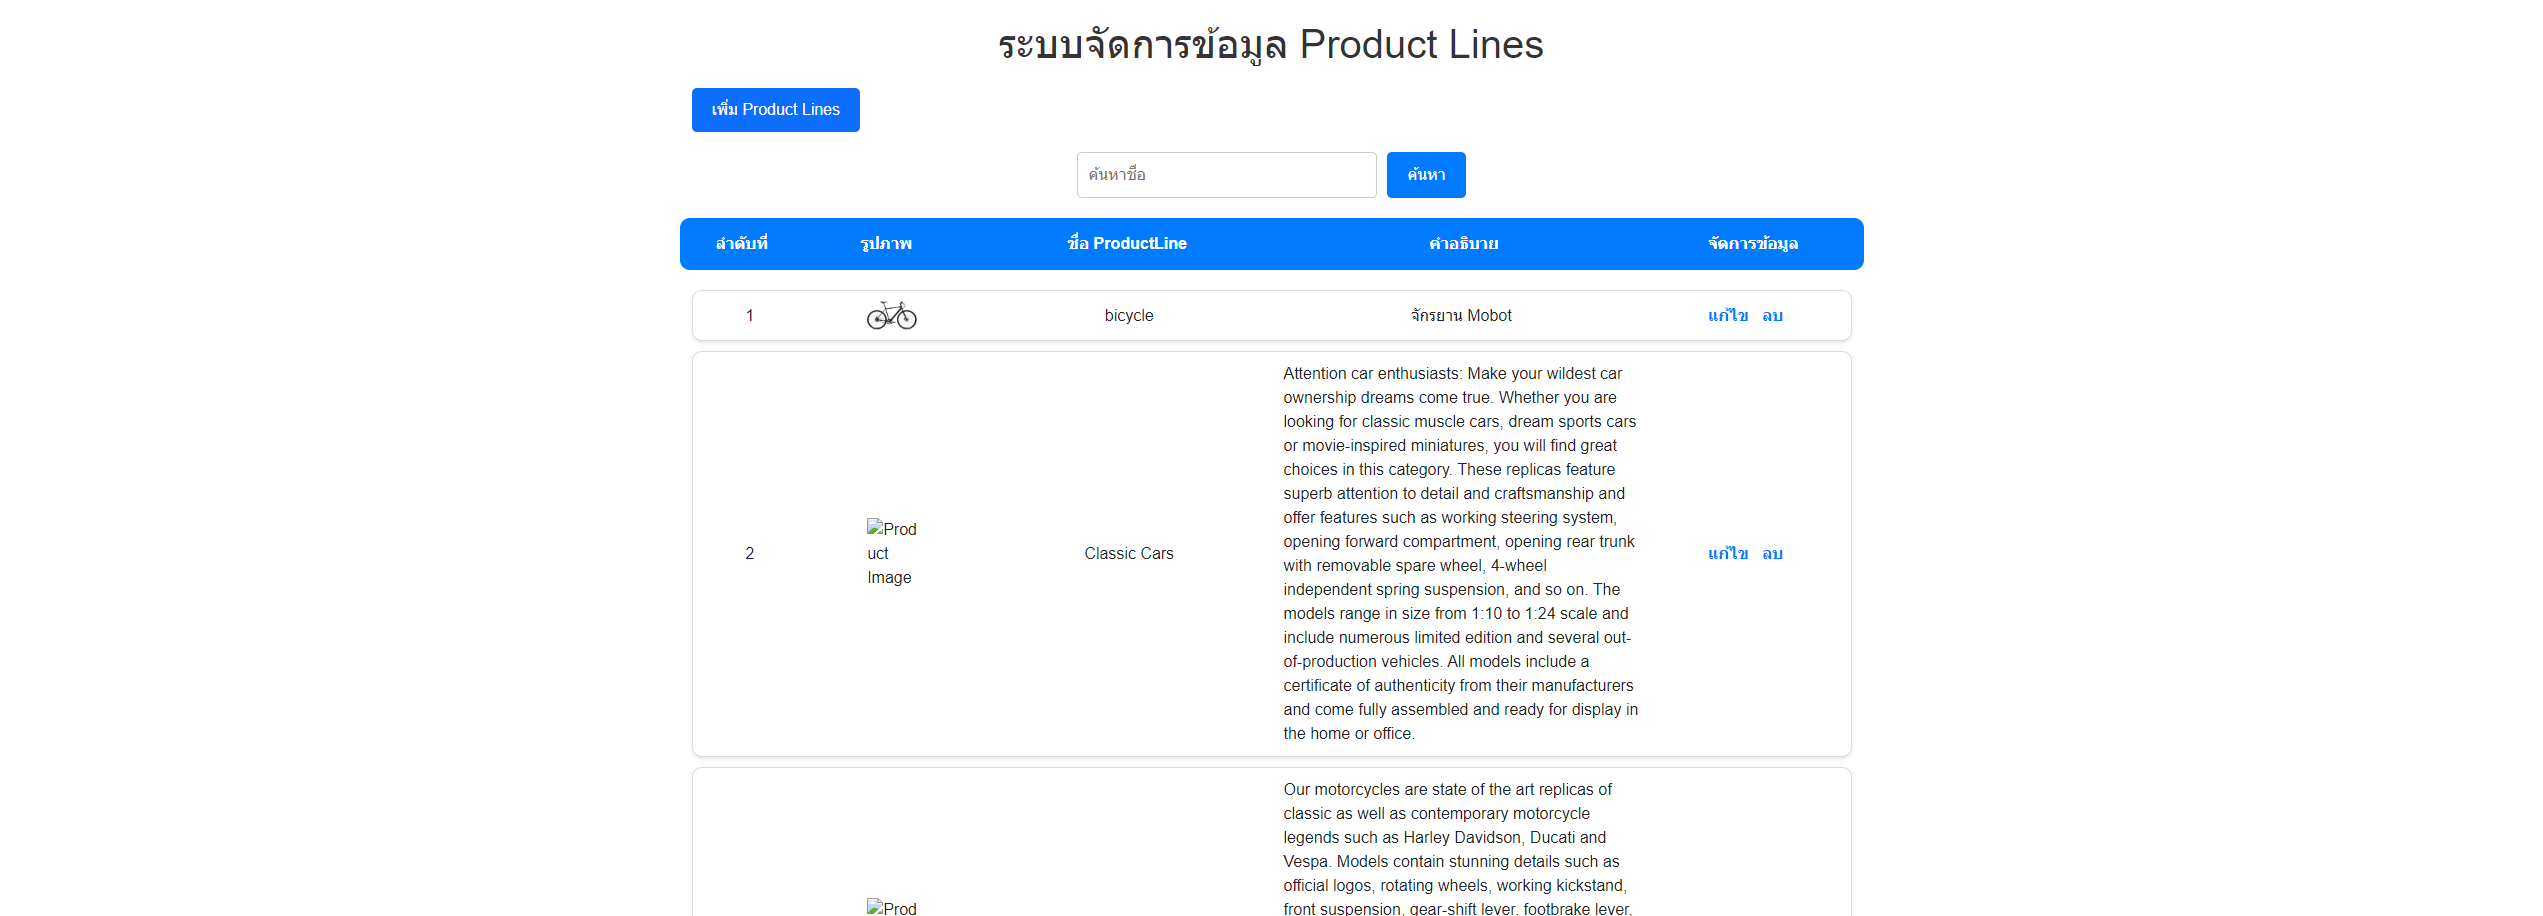 ระบบจัดการข้อมูล Product Lines
เพิ่ม Product Lines
ค้นหาชื่อ
ค้นหา
ลำดับที่ รูปภาพ ชื่อ ProductLine คำอธิบาย จัดการข้อมูล
1 bicycle จักรยาน Mobot แก้ไข ลบ
Attention car enthusiasts: Make your wildest car
ownership dreams come true. Whether you are
looking for classic muscle cars, dream sports cars
or movie-inspired miniatures, you will find great
choices in this category. These replicas feature
superb attention to detail and craftsmanship and
offer features such as working steering system,
opening forward compartment, opening rear trunk
with removable spare wheel, 4-wheel
independent spring suspension, and so on. The
models range in size from 1:10 to 1:24 scale and
include numerous limited edition and several out-
of-production vehicles. All models include a
certificate of authenticity from their manufacturers
and come fully assembled and ready for display in
the home or office.
2
Prod
uct
Image
Classic Cars
แก้ไข ลบ
Our motorcycles are state of the art replicas of
classic as well as contemporary motorcycle
legends such as Harley Davidson, Ducati and
Vespa. Models contain stunning details such as
official logos, rotating wheels, working kickstand,
front suspension, gear-shift lever, footbrake lever,
Prod